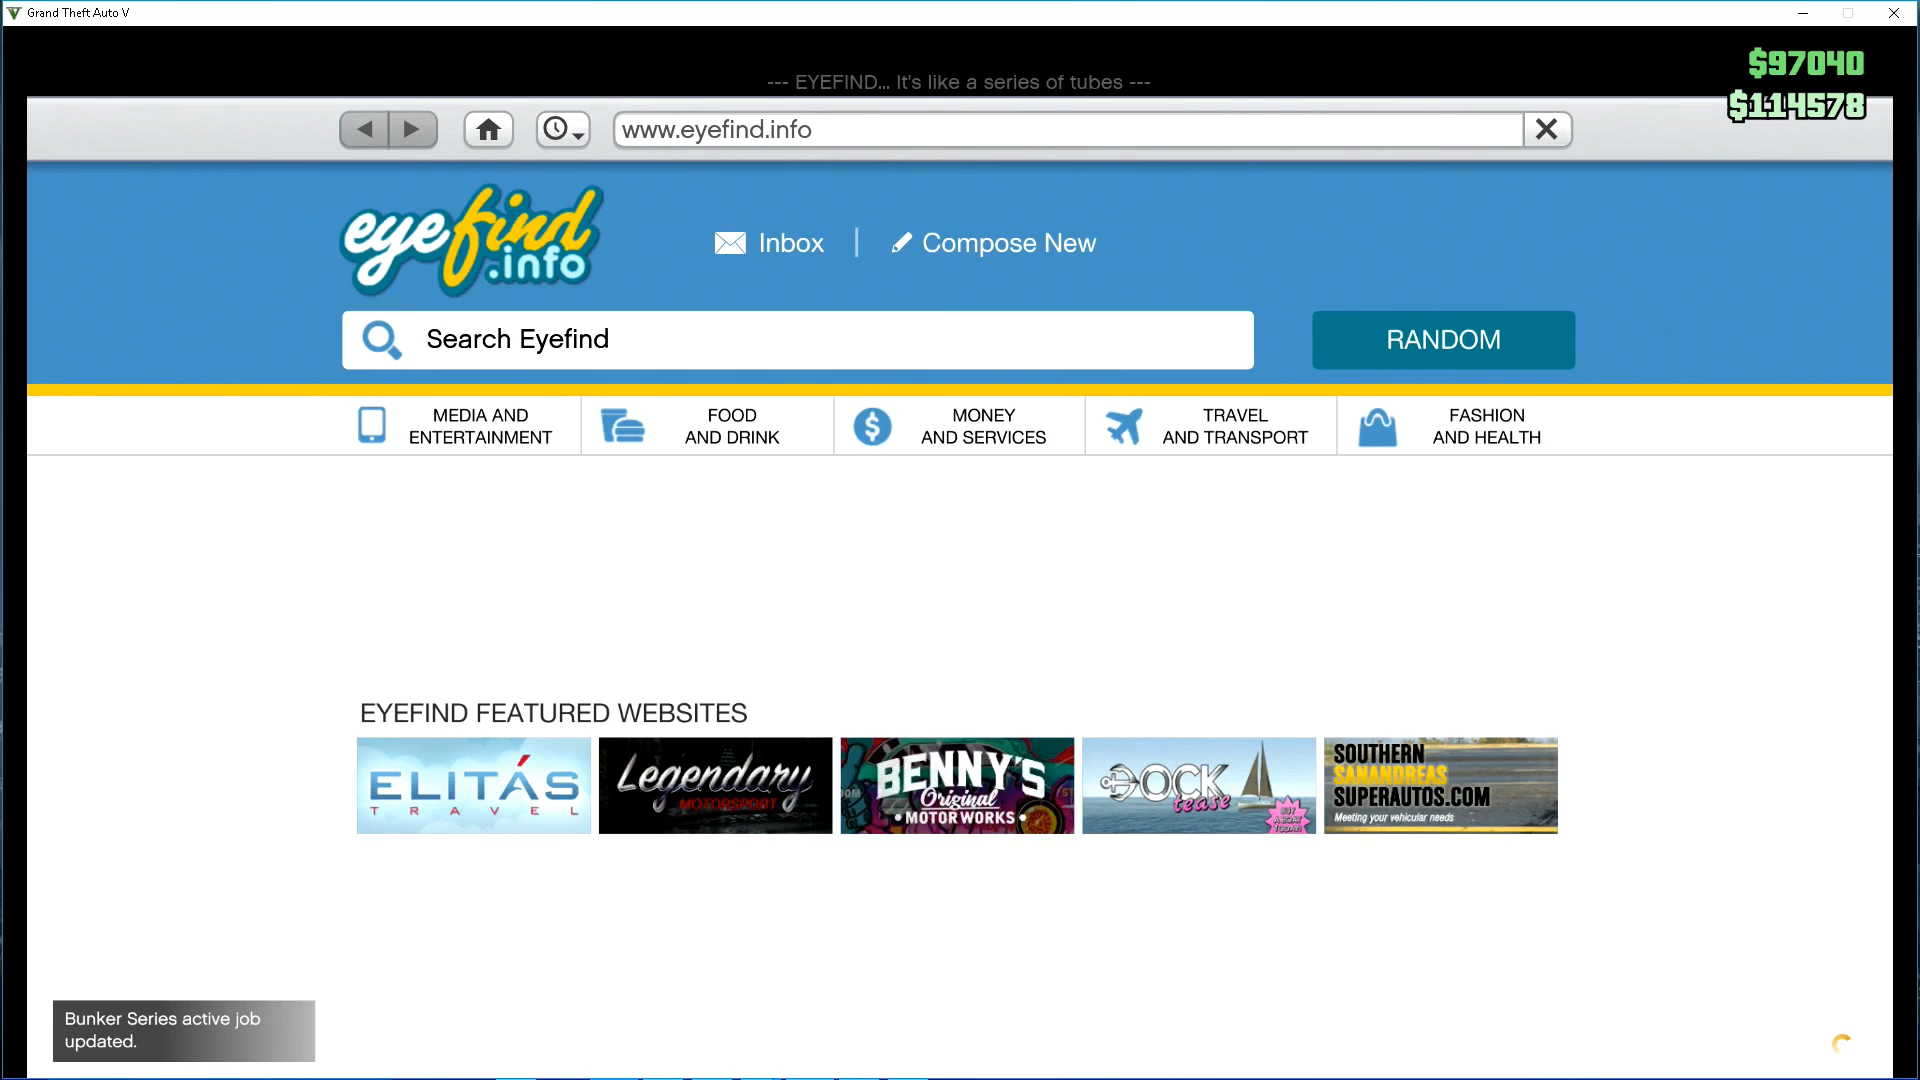 Grand Theft Auto V
$97040
--- EYEFIND... It's like a series of tubes ---
$114578
www.eyefind.info
eyefind
.info
Inbox
Compose New
Search Eyefind
RANDOM
MEDIA AND
ENTERTAINMENT
FOOD
AND DRINK
MONEY
AND SERVICES
TRAVEL
AND TRANSPORT
FASHION
AND HEALTH
EYEFIND FEATURED WEBSITES
ELITÁS
TRAVEL
Legendary
MOTORSPORT
BENNY'S
Original
MOTOR WORKS
DOCK
tease
BUY
A BOAT
TODAY!
SOUTHERN
SANANDREAS
SUPERAUTOS.COM
Meeting your vehicular needs
Bunker Series active job
updated.